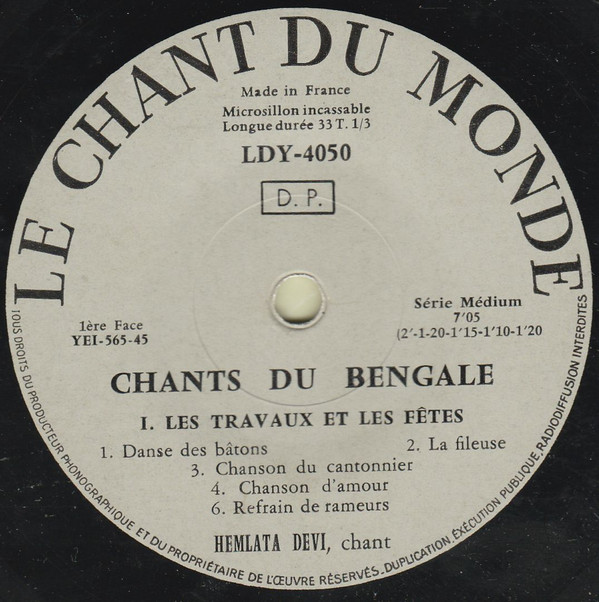 LE CHANT DU MONDE
Made in France
Microsillon incassable
Longue durée 33 T. 1/3
LDY-4050
D. P.
1ère Face
YEI-565-45
Série Médium
7'05
(2'-1-20-1'15-1'10-1'20
CHANTS DU BENGALE
I. LES TRAVAUX ET LES FÊTES
1. Danse des bâtons
2. La fileuse
3. Chanson du cantonnier
4. Chanson d'amour
6. Refrain de rameurs
HEMLATA DEVI, chant
TOUS DROITS DU PRODUCTEUR PHONOGRAPHIQUE ET DU PROPRIÉTAIRE DE L'ŒUVRE RÉSERVÉS. DUPLICATION, EXÉCUTION PUBLIQUE, RADIODIFFUSION INTERDITES